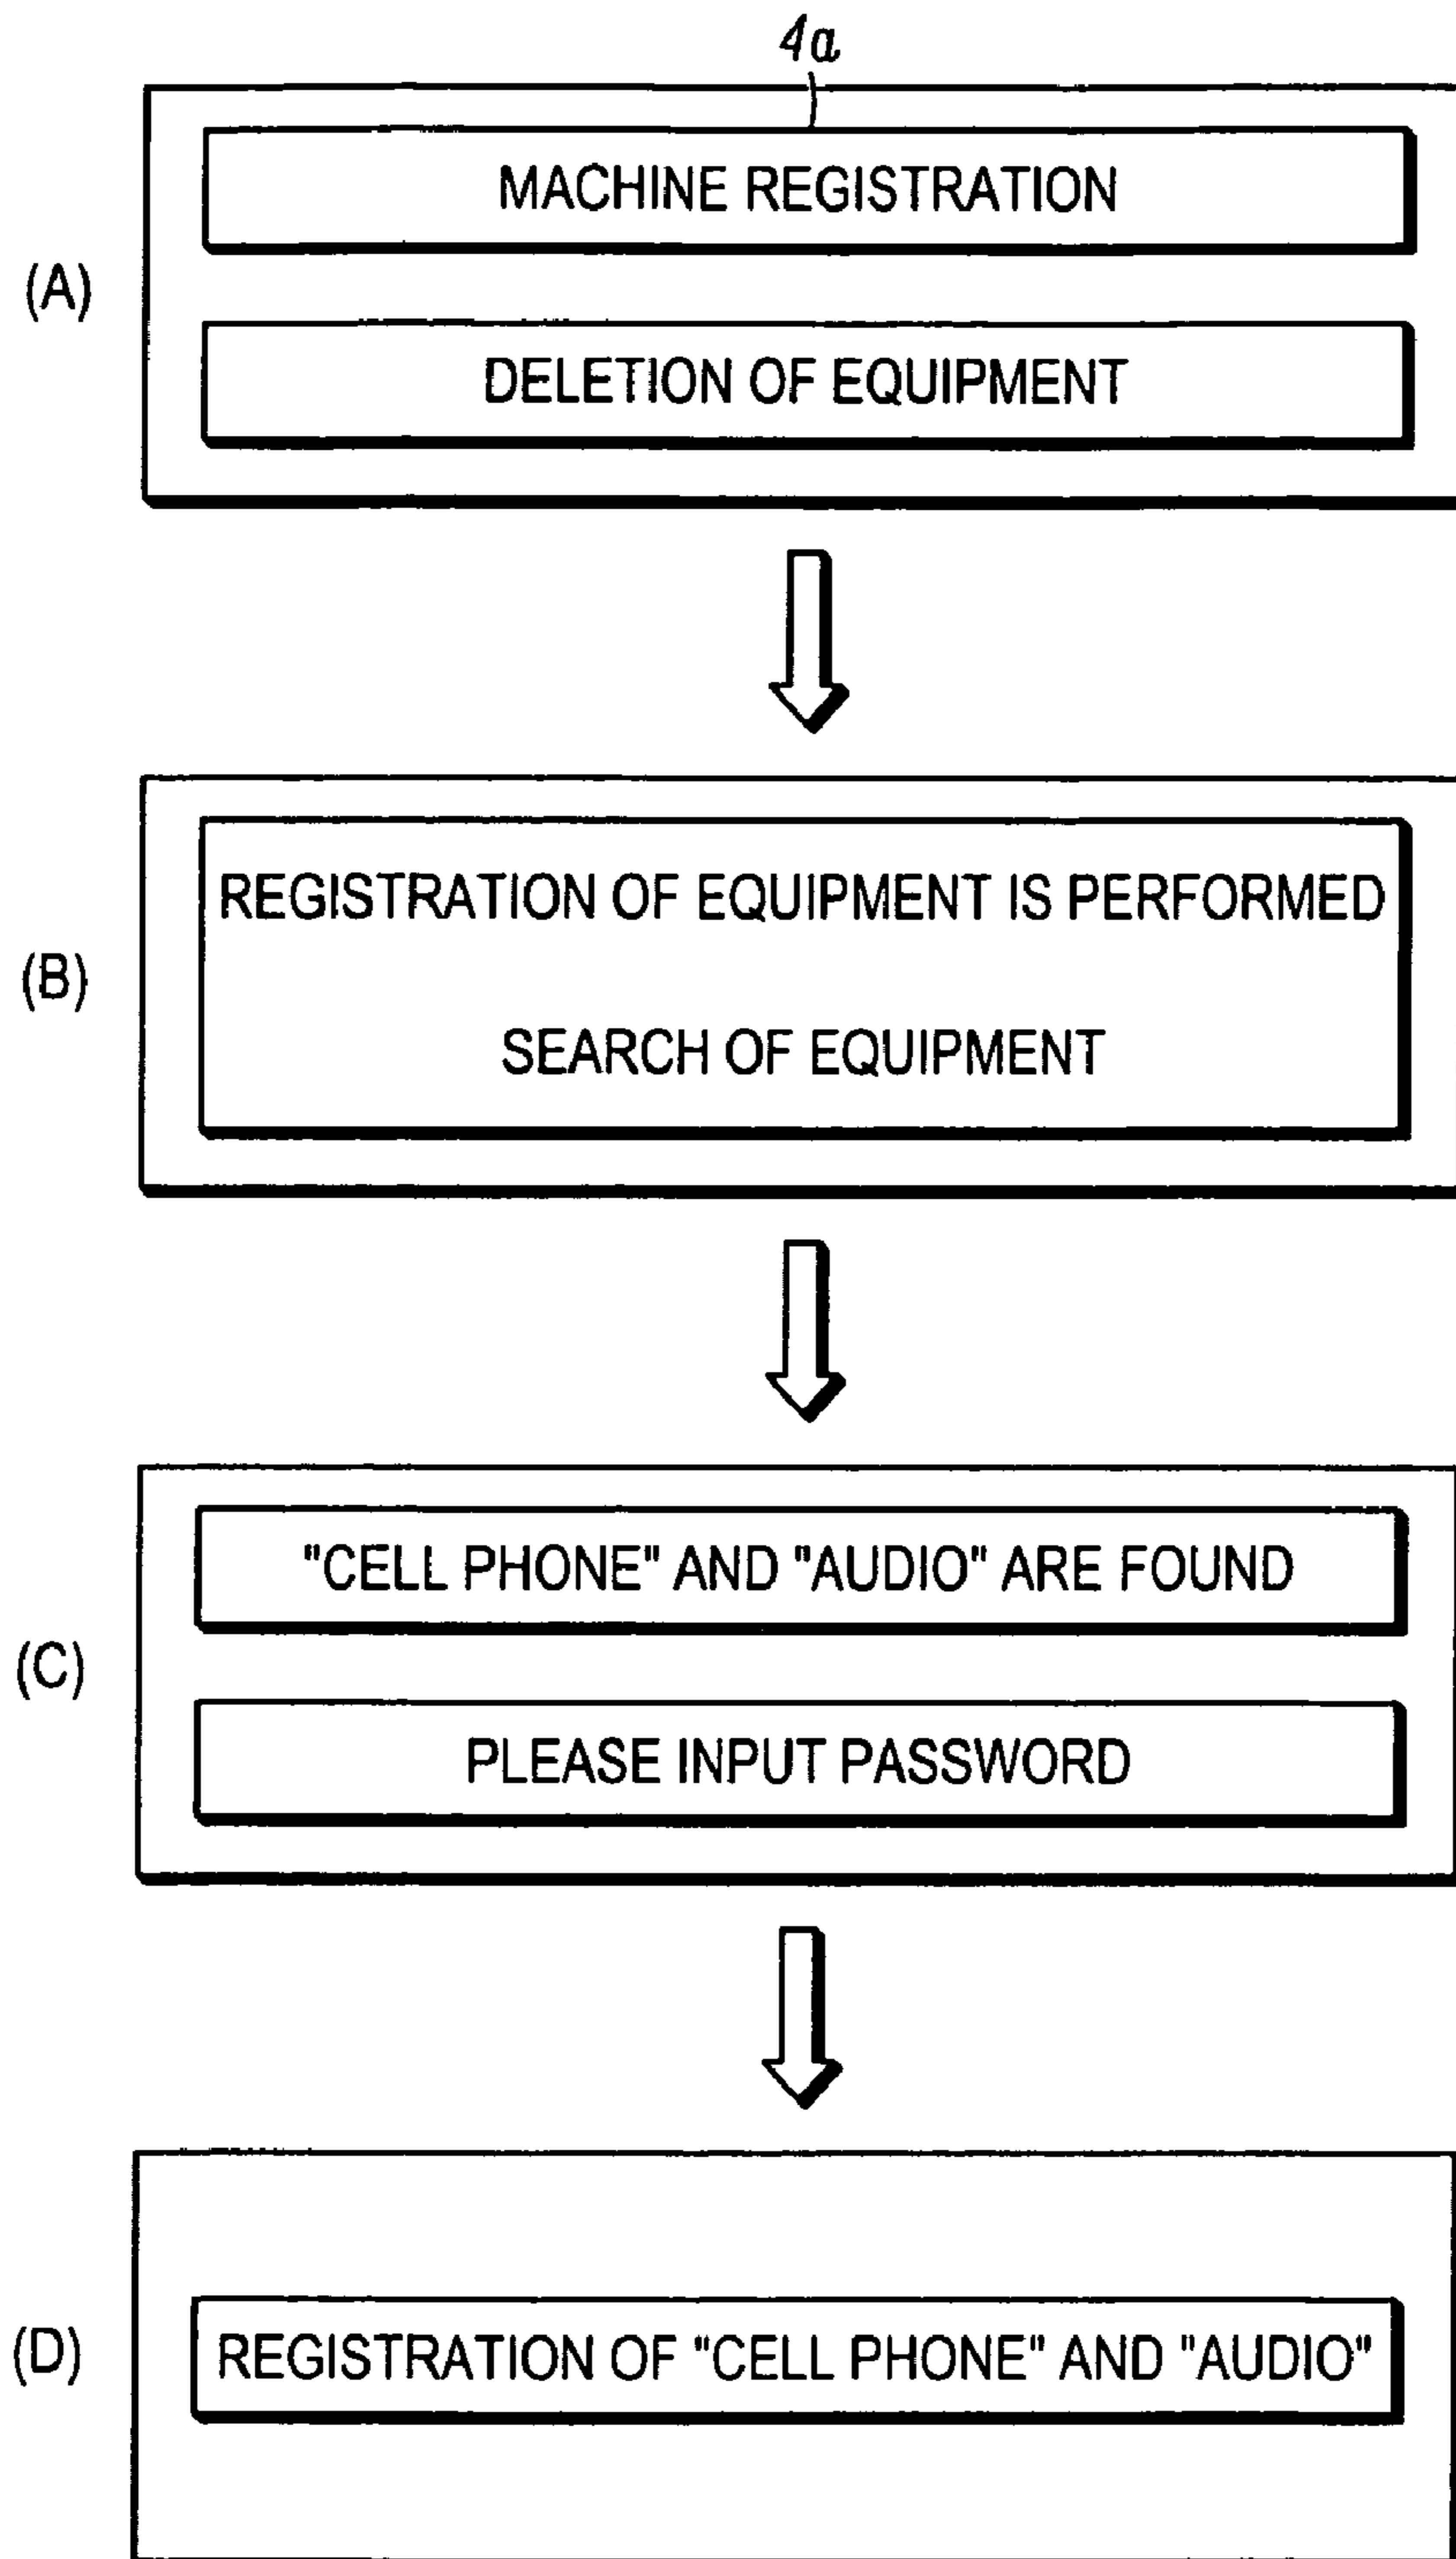 4a
(A)
MACHINE REGISTRATION
DELETION OF EQUIPMENT
(B)
REGISTRATION OF EQUIPMENT IS PERFORMED
SEARCH OF EQUIPMENT
(C)
"CELL PHONE" AND "AUDIO" ARE FOUND
PLEASE INPUT PASSWORD
(D)
REGISTRATION OF "CELL PHONE" AND "AUDIO"